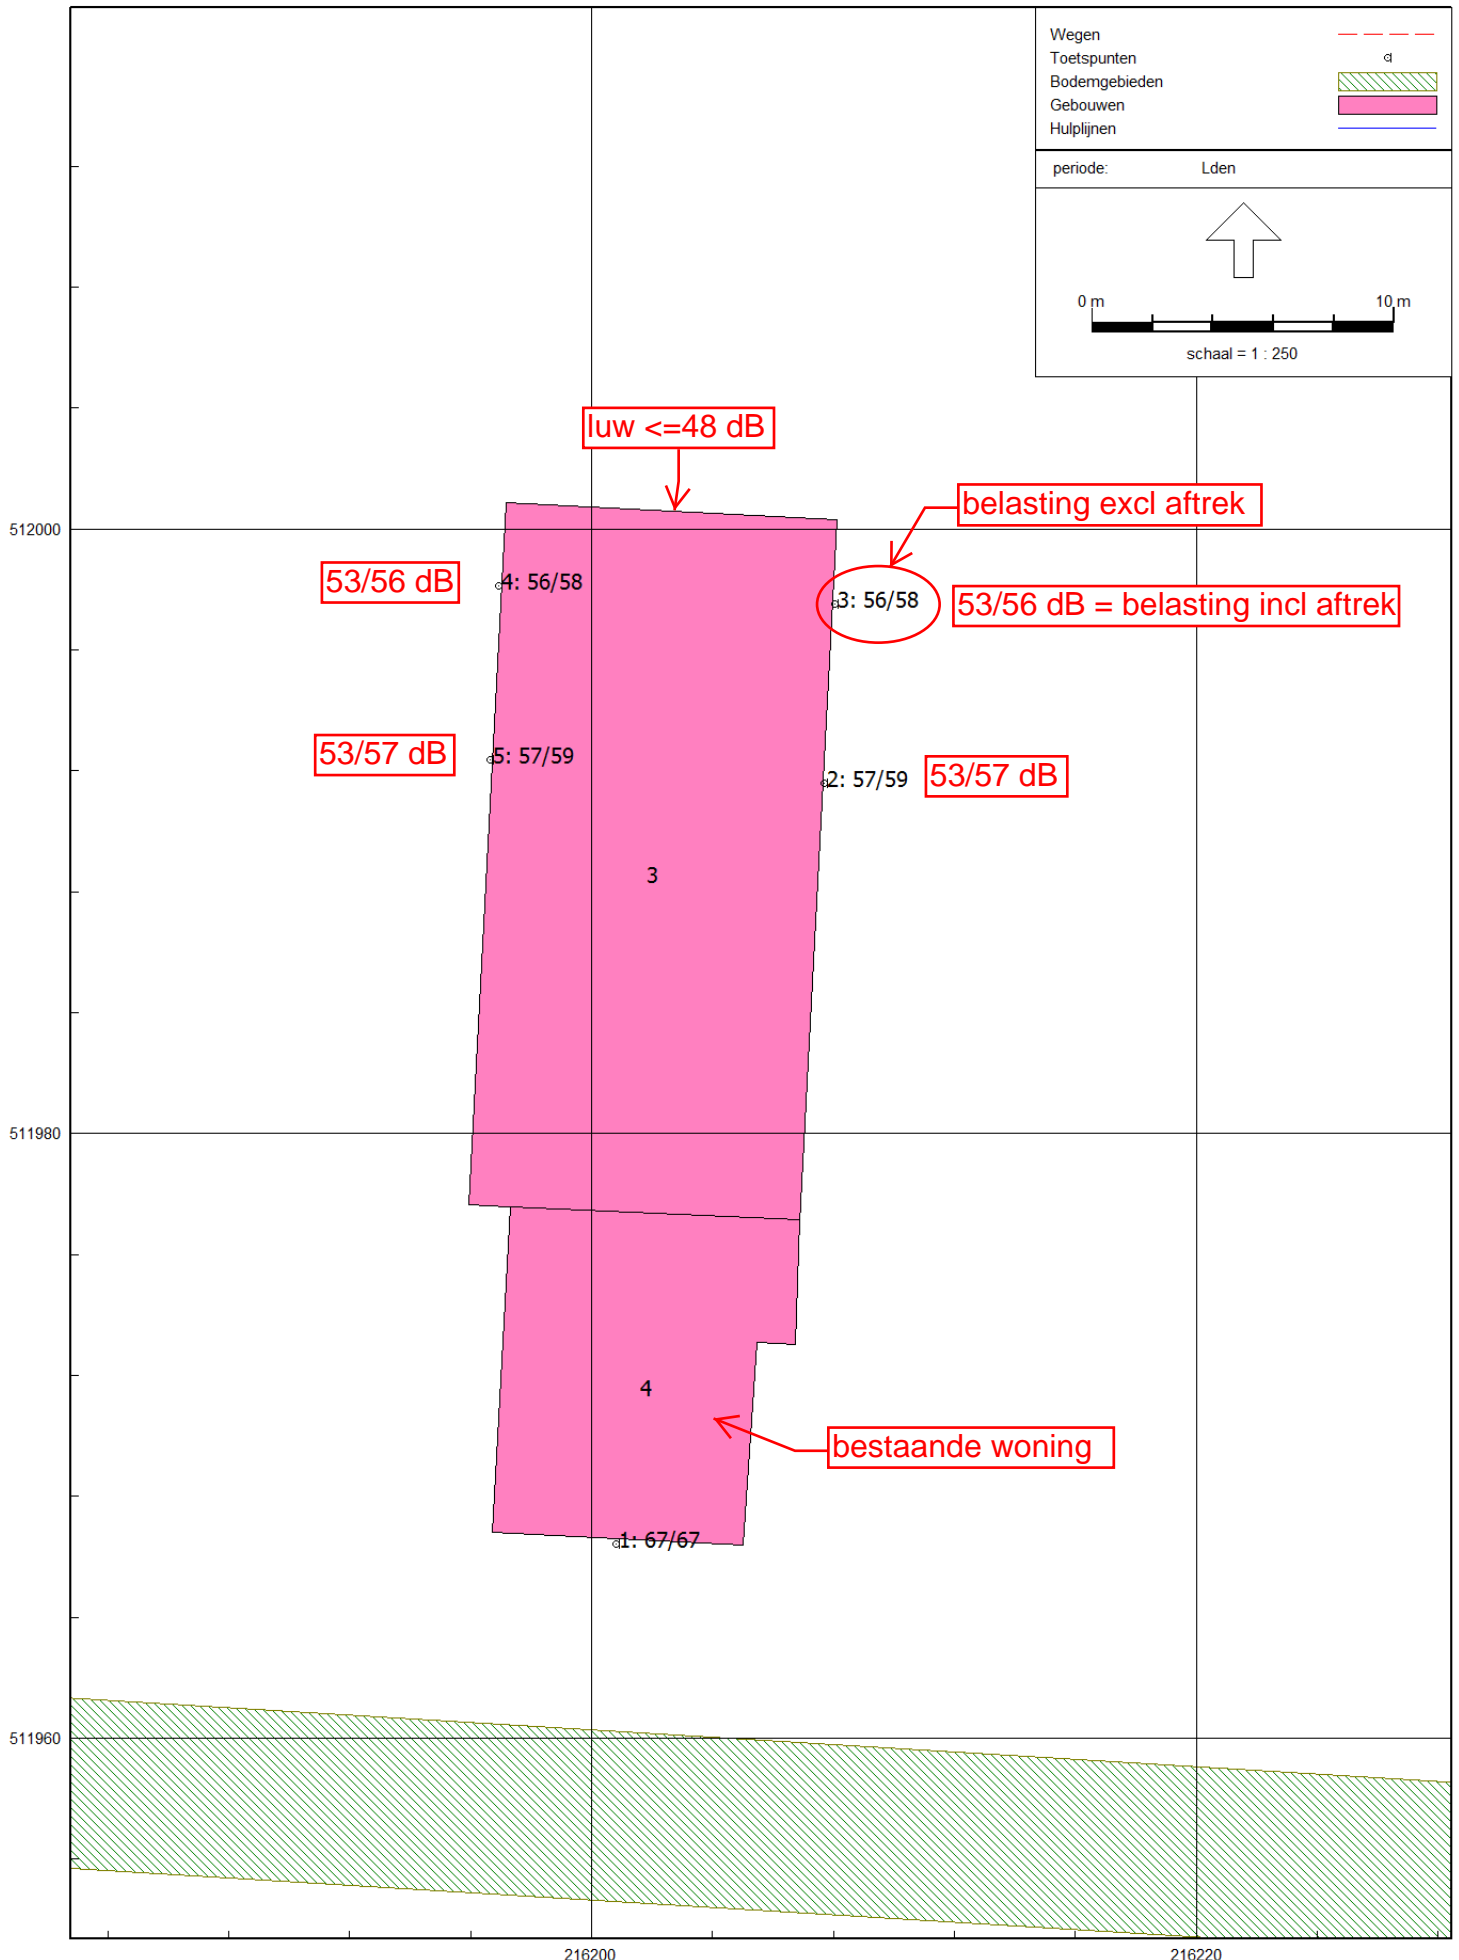 Wegen
Toetspunten
Bodemgebieden
Gebouwen
Hulplijnen
periode: Lden
0 m 10 m
schaal = 1 : 250
luw <=48 dB
belasting excl aftrek
512000
53/56 dB 4: 56/58 3: 56/58 53/56 dB = belasting incl aftrek
53/57 dB 5: 57/59 2: 57/59 53/57 dB
3
511980
4
bestaande woning
1: 67/67
511960
216200 216220